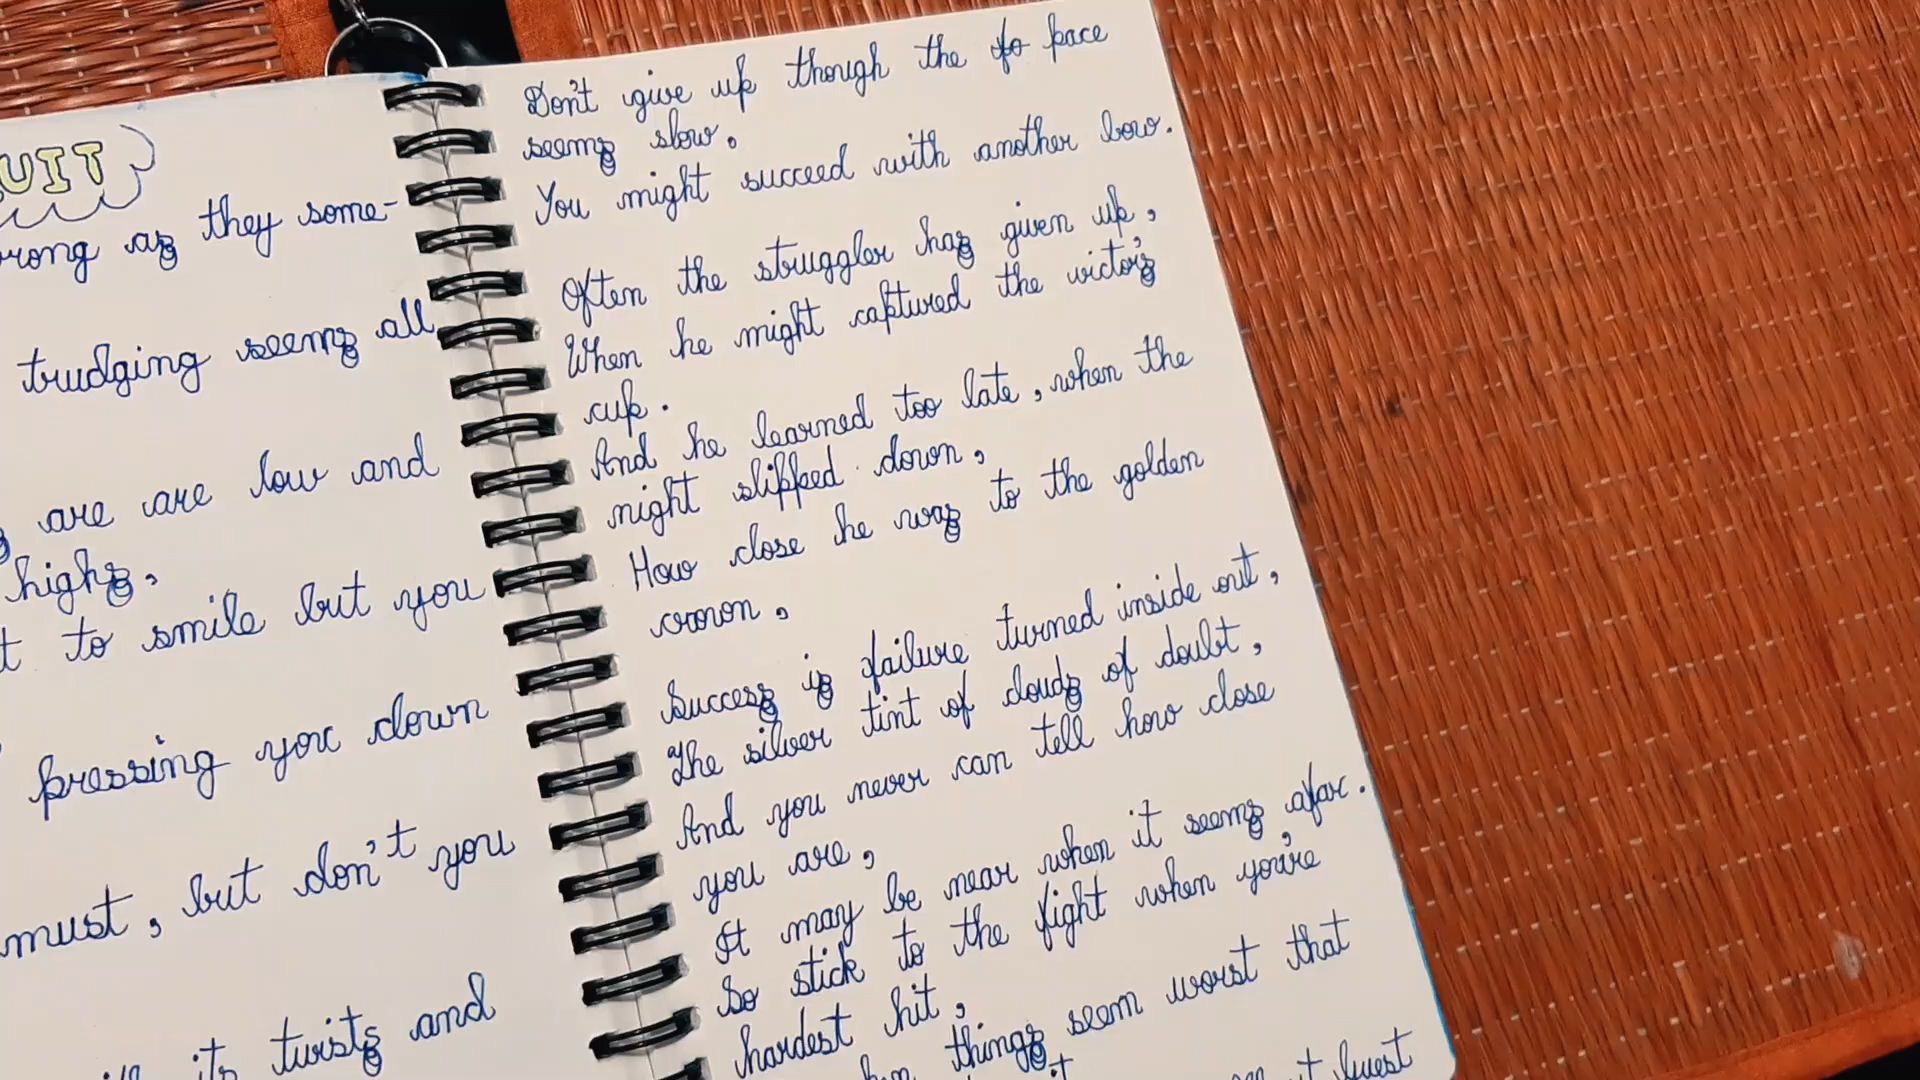 UIT
rong as they some-
trudging seems all
are are low and
highs,
to smile but you
pressing you down
must, but don't you
its twists and
Don't give up though the fo pace
seems slow.
You might succeed with another bow.
Often the struggler has given up,
When he might captured the victor's
cup.
And he learned too late, when the
night slipped down,
How close he was to the golden
crown,
Success is failure turned inside out,
The silver tint of clouds of doubt,
And you never can tell how close
you are,
It may be near when it seems afar.
So stick to the fight when you're
hardest hit,
things seem worst that